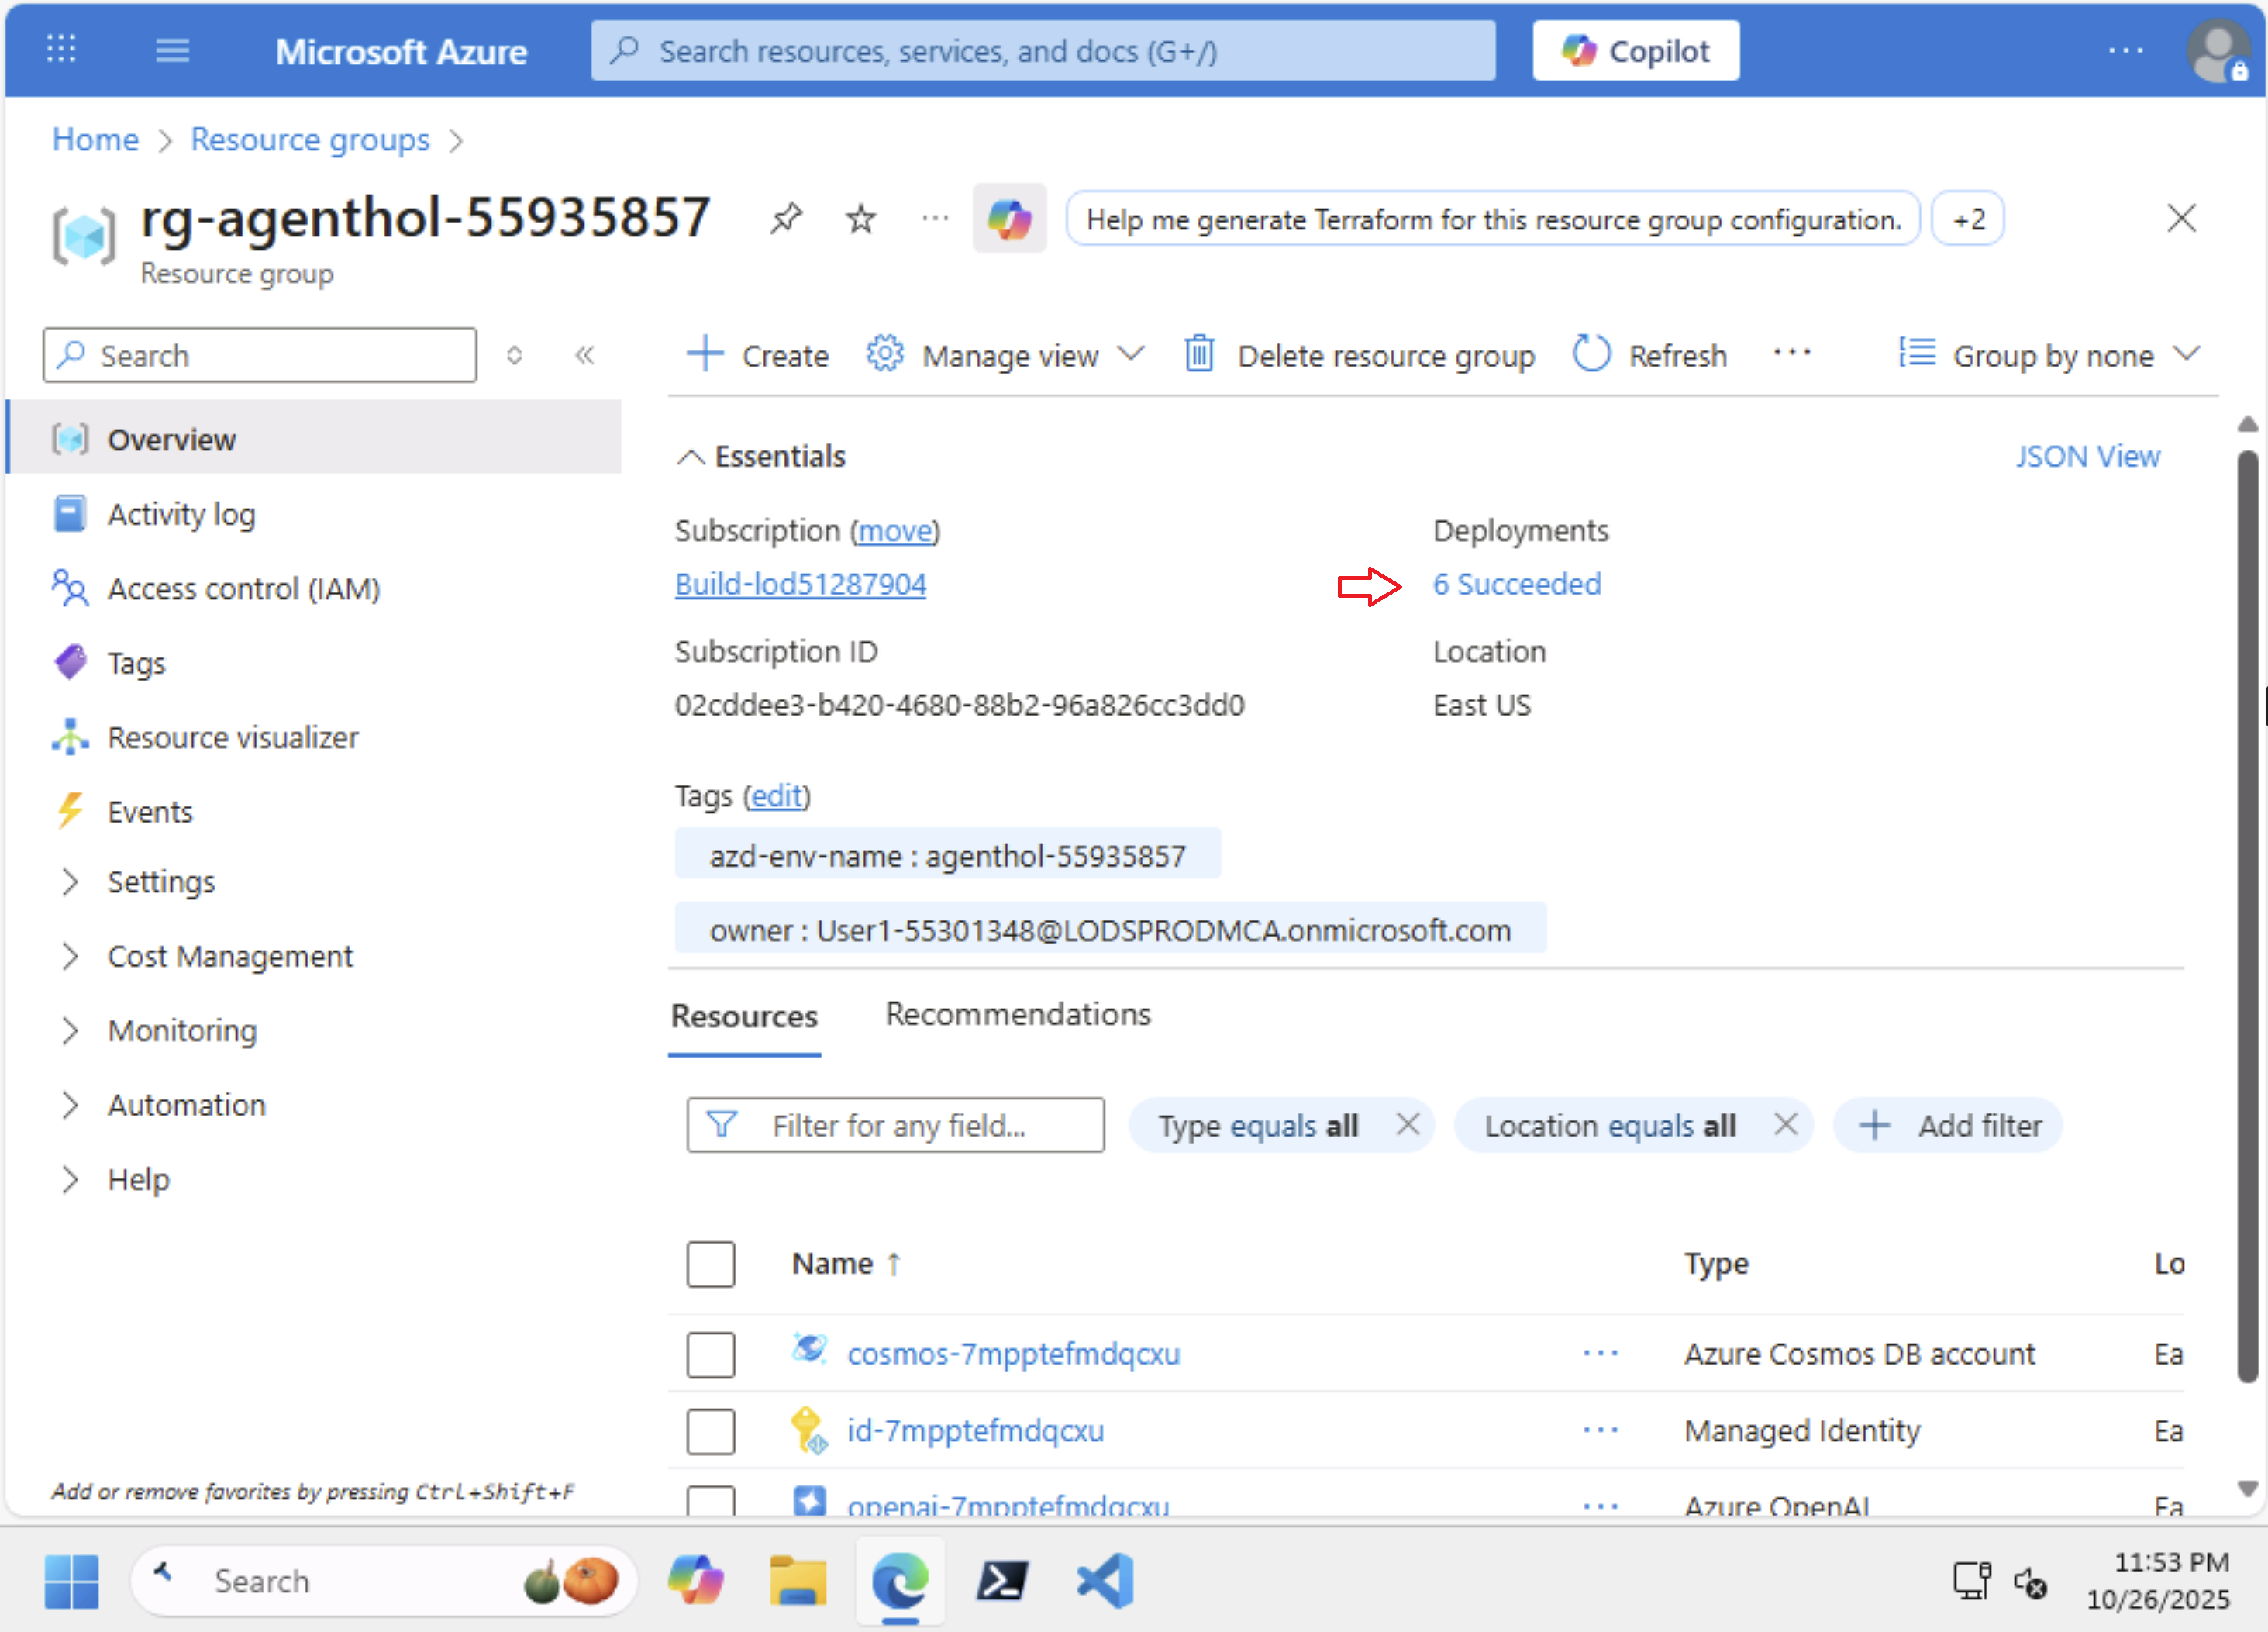 Microsoft Azure
Search resources, services, and docs (G+/)
Copilot
Home
Resource groups
rg-agenthol-55935857
Help me generate Terraform for this resource group configuration.
+2
Resource group
Search
Create
Manage view
Delete resource group
Refresh
Group by none
Overview
Activity log
Access control (IAM)
Tags
Resource visualizer
Events
Settings
Cost Management
Monitoring
Automation
Help
Add or remove favorites by pressing Ctrl+Shift+F
Essentials
JSON View
Subscription (move)
Build-lod51287904
Deployments
6 Succeeded
Subscription ID
02cddee3-b420-4680-88b2-96a826cc3dd0
Location
East US
Tags (edit)
azd-env-name : agenthol-55935857
owner : User1-55301348@LODSPRODMCA.onmicrosoft.com
Resources
Recommendations
Filter for any field...
Type equals all
Location equals all
Add filter
Name ↑
Type
Lo
cosmos-7mpptefmdqcxu
Azure Cosmos DB account
Ea
id-7mpptefmdqcxu
Managed Identity
Ea
openai-7mpptefmdqcxu
Azure OpenAI
Ea
Search
11:53 PM
10/26/2025